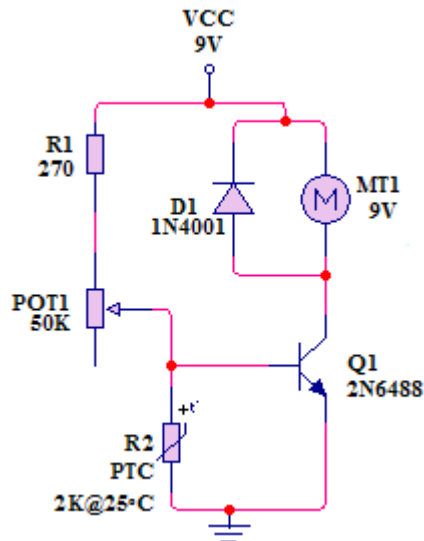 VCC
9V
R1
270
D1
1N4001
M
MT1
9V
POT1
50K
+t°
R2
PTC
2K@25°C
Q1
2N6488